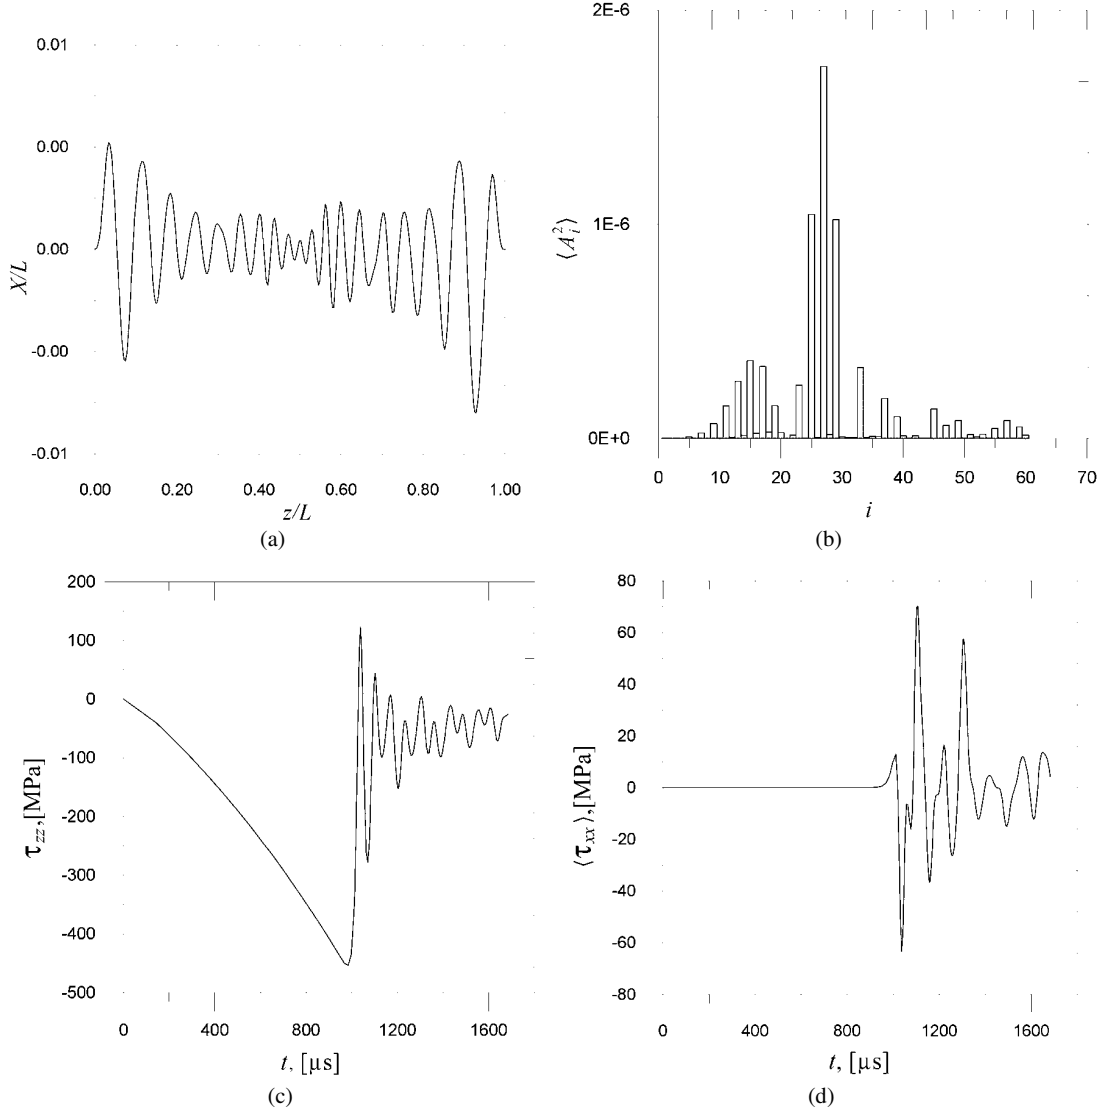 0.01
0.00
0.00
-0.00
-0.01
X/L
0.00 0.20 0.40 0.60 0.80 1.00
z/L
(a)
2E-6
1E-6
0E+0
⟨A_i^2⟩
0 10 20 30 40 50 60 70
i
(b)
200
100
0
-100
-200
-300
-400
-500
τ_zz,[MPa]
0 400 800 1200 1600
t, [μs]
(c)
80
60
40
20
0
-20
-40
-60
-80
⟨τ_xx⟩,[MPa]
0 400 800 1200 1600
t, [μs]
(d)